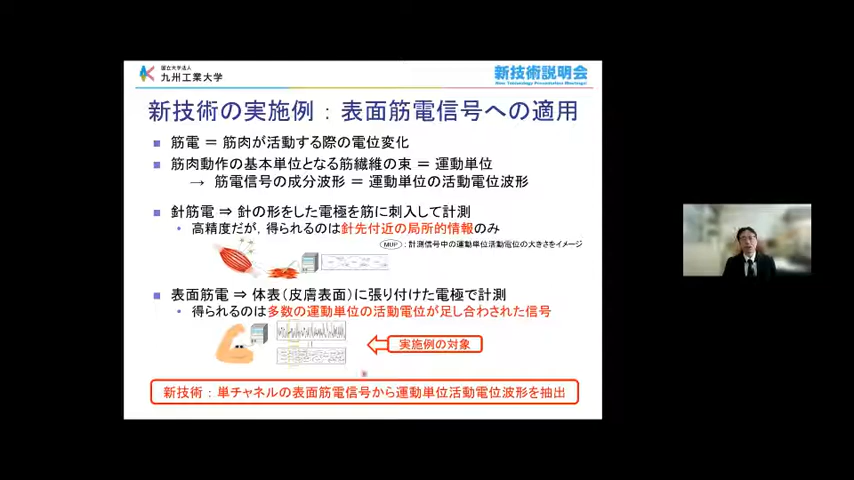 国立大学法人
九州工業大学
新技術説明会
New Technology Presentation Meetings!
新技術の実施例：表面筋電信号への適用
筋電 ＝ 筋肉が活動する際の電位変化
筋肉動作の基本単位となる筋繊維の束 ＝ 運動単位
→ 筋電信号の成分波形 ＝ 運動単位の活動電位波形
針筋電 ⇒ 針の形をした電極を筋に刺入して計測
・ 高精度だが，得られるのは針先付近の局所的情報のみ
MUP：計測信号中の運動単位活動電位の大きさをイメージ
表面筋電 ⇒ 体表（皮膚表面）に張り付けた電極で計測
・ 得られるのは多数の運動単位の活動電位が足し合わされた信号
実施例の対象
新技術：単チャネルの表面筋電信号から運動単位活動電位波形を抽出